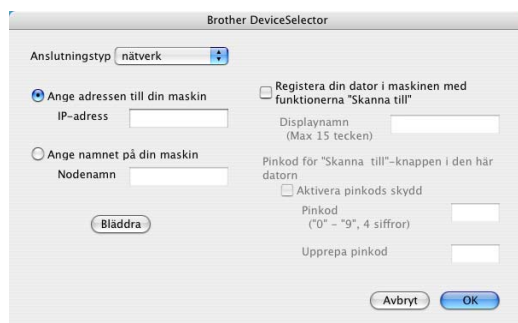 Brother DeviceSelector
Anslutningstyp nätverk
Ange adressen till din maskin
IP-adress
Ange namnet på din maskin
Nodenamn
Bläddra
Registera din dator i maskinen med
funktionerna "Skanna till"
Displaynamn
(Max 15 tecken)
Pinkod för "Skanna till"-knappen i den här
datorn
Aktivera pinkods skydd
Pinkod
("0" – "9", 4 siffror)
Upprepa pinkod
Avbryt OK